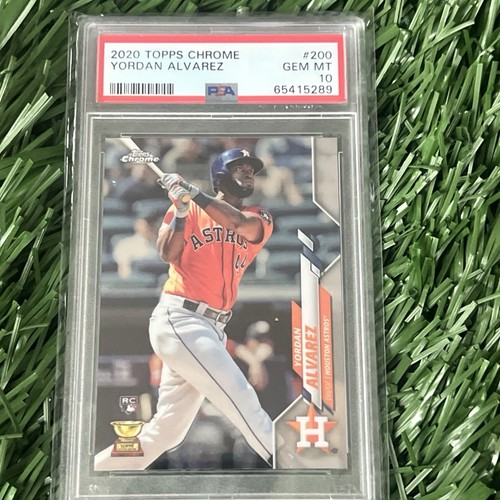 2020 TOPPS CHROME #200
YORDAN ALVAREZ GEM MT
10
PSA 65415289
Topps
Chrome
ASTROS
44
YORDAN
ALVAREZ
HOUSTON ASTROS
H
RC